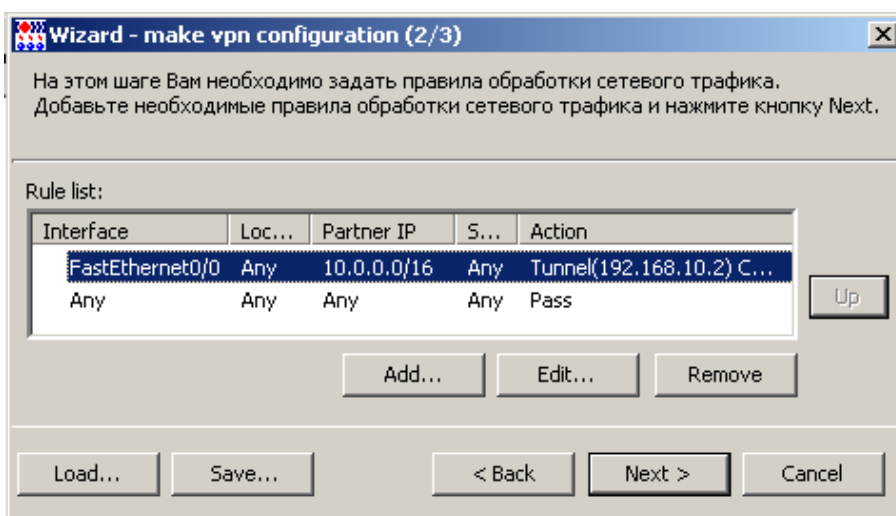 Wizard - make vpn configuration (2/3)
На этом шаге Вам необходимо задать правила обработки сетевого трафика.
Добавьте необходимые правила обработки сетевого трафика и нажмите кнопку Next.
Rule list:
Interface Loc... Partner IP S... Action
FastEthernet0/0 Any 10.0.0.0/16 Any Tunnel(192.168.10.2) C...
Any Any Any Any Pass
Up
Add... Edit... Remove
Load... Save... < Back Next > Cancel